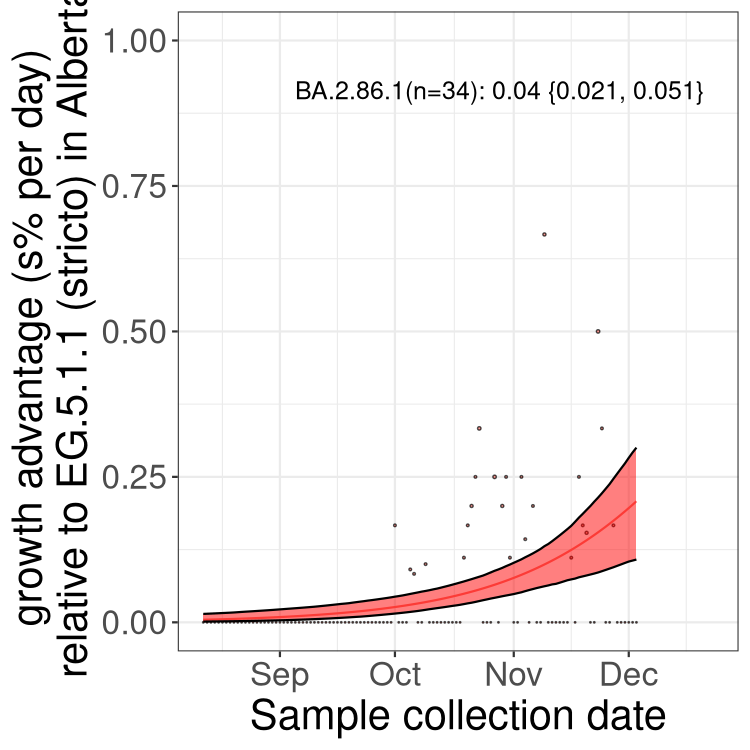 growth advantage (s% per day)
relative to EG.5.1.1 (stricto) in Alberta
1.00
0.75
0.50
0.25
0.00
BA.2.86.1(n=34): 0.04 {0.021, 0.051}
Sep Oct Nov Dec
Sample collection date